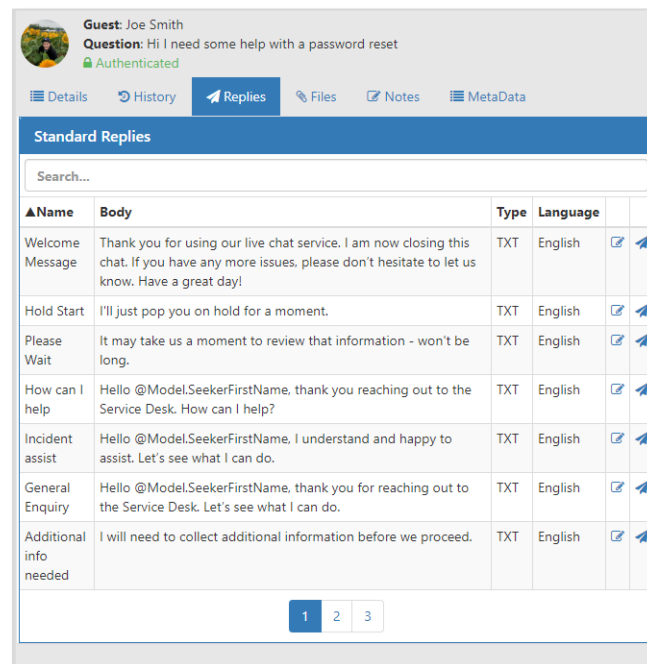 Guest: Joe Smith
Question: Hi I need some help with a password reset
Authenticated
Details History Replies Files Notes MetaData
Standard Replies
Search...
▲Name Body Type Language
Welcome Thank you for using our live chat service. I am now closing this TXT English
Message chat. If you have any more issues, please don't hesitate to let us
know. Have a great day!
Hold Start I'll just pop you on hold for a moment. TXT English
Please It may take us a moment to review that information - won't be TXT English
Wait long.
How can I Hello @Model.SeekerFirstName, thank you reaching out to the TXT English
help Service Desk. How can I help?
Incident Hello @Model.SeekerFirstName, I understand and happy to TXT English
assist assist. Let's see what I can do.
General Hello @Model.SeekerFirstName, thank you for reaching out to TXT English
Enquiry the Service Desk. Let's see what I can do.
Additional I will need to collect additional information before we proceed. TXT English
info
needed
1 2 3